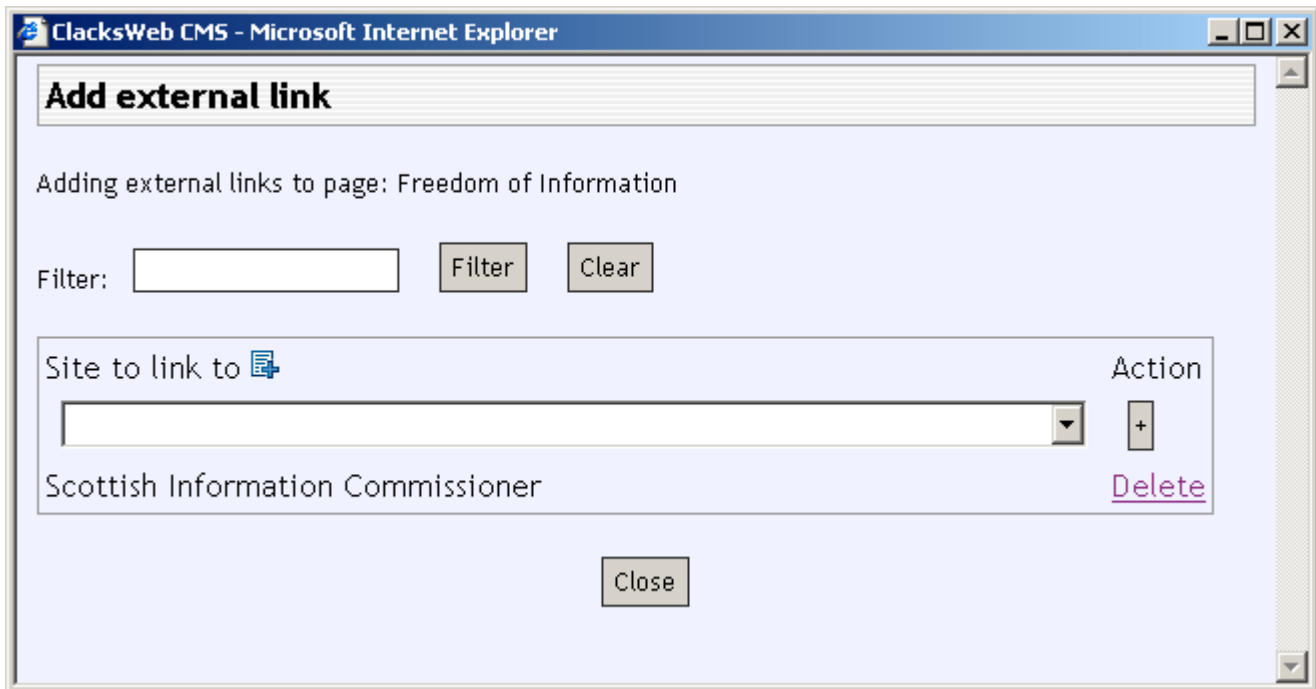 ClacksWeb CMS - Microsoft Internet Explorer
Add external link
Adding external links to page: Freedom of Information
Filter: Filter Clear
Site to link to Action
+
Scottish Information Commissioner Delete
Close